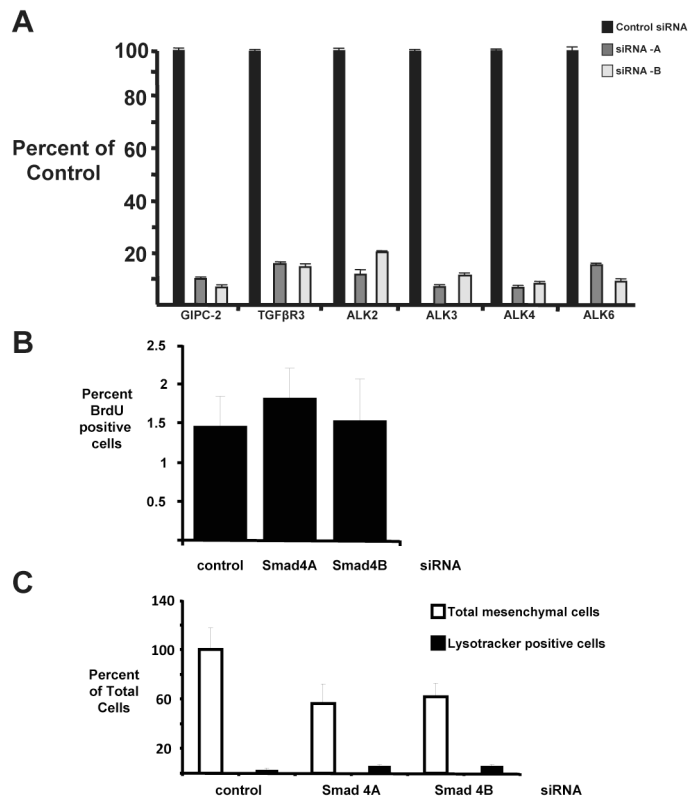 A
Control siRNA
siRNA -A
siRNA -B
Percent of
Control
100
80
60
40
20
GIPC-2 TGFβR3 ALK2 ALK3 ALK4 ALK6
B
Percent
BrdU
positive
cells
2.5
2
1.5
1
0.5
control Smad4A Smad4B siRNA
C
Total mesenchymal cells
Lysotracker positive cells
Percent
of Total
Cells
140
100
60
20
control Smad 4A Smad 4B siRNA